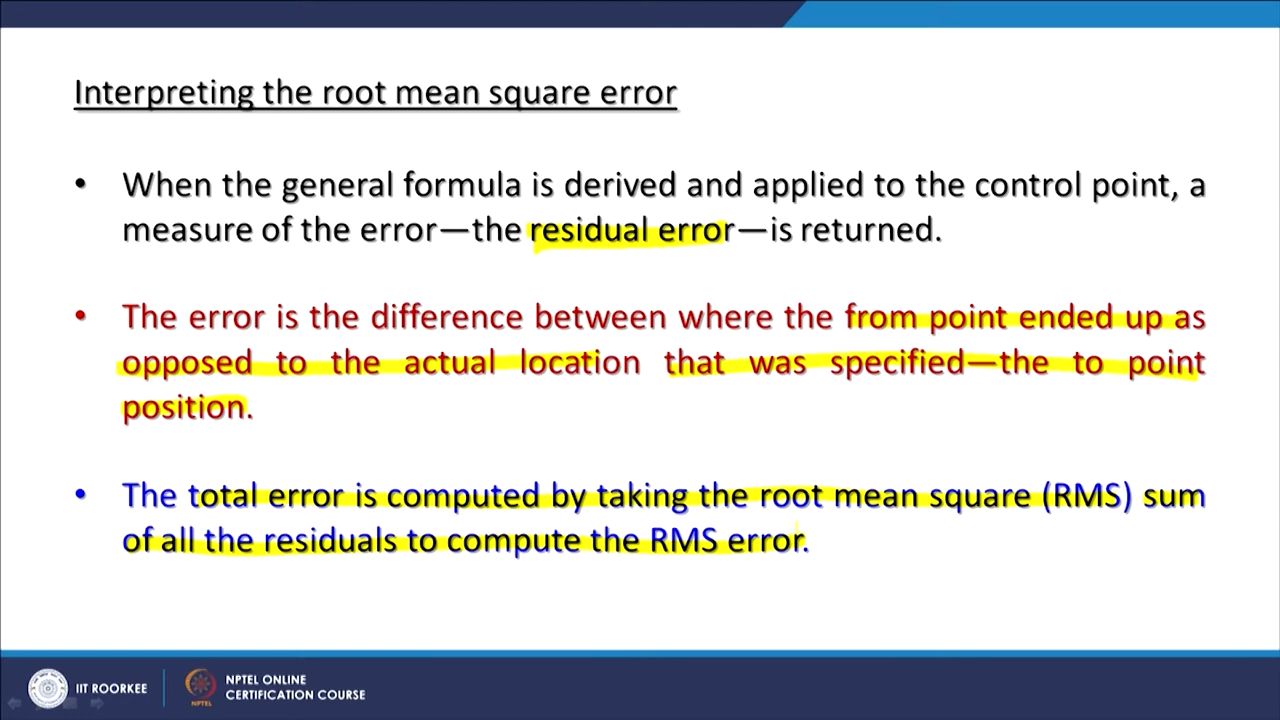 Interpreting the root mean square error
• When the general formula is derived and applied to the control point, a
measure of the error—the residual error—is returned.
• The error is the difference between where the from point ended up as
opposed to the actual location that was specified—the to point
position.
• The total error is computed by taking the root mean square (RMS) sum
of all the residuals to compute the RMS error.
IIT ROORKEE
NPTEL
NPTEL ONLINE
CERTIFICATION COURSE